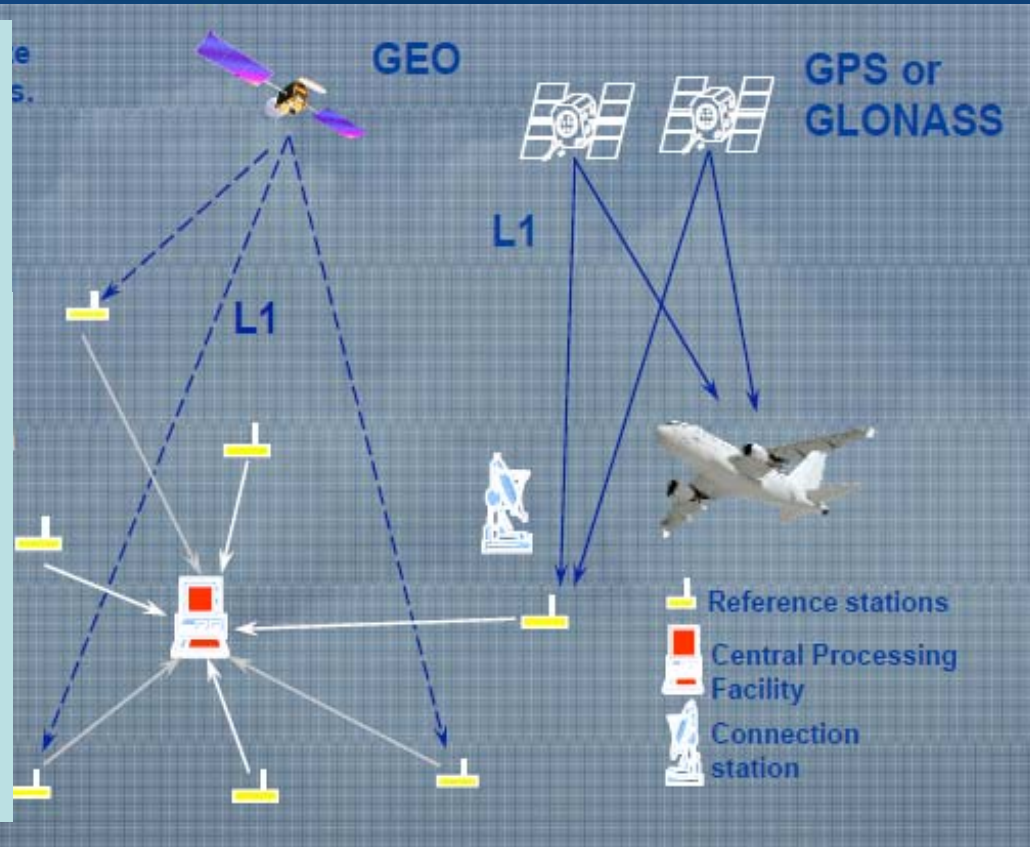 s.
GEO
GPS or
GLONASS
L1
L1
Reference stations
Central Processing
Facility
Connection
station